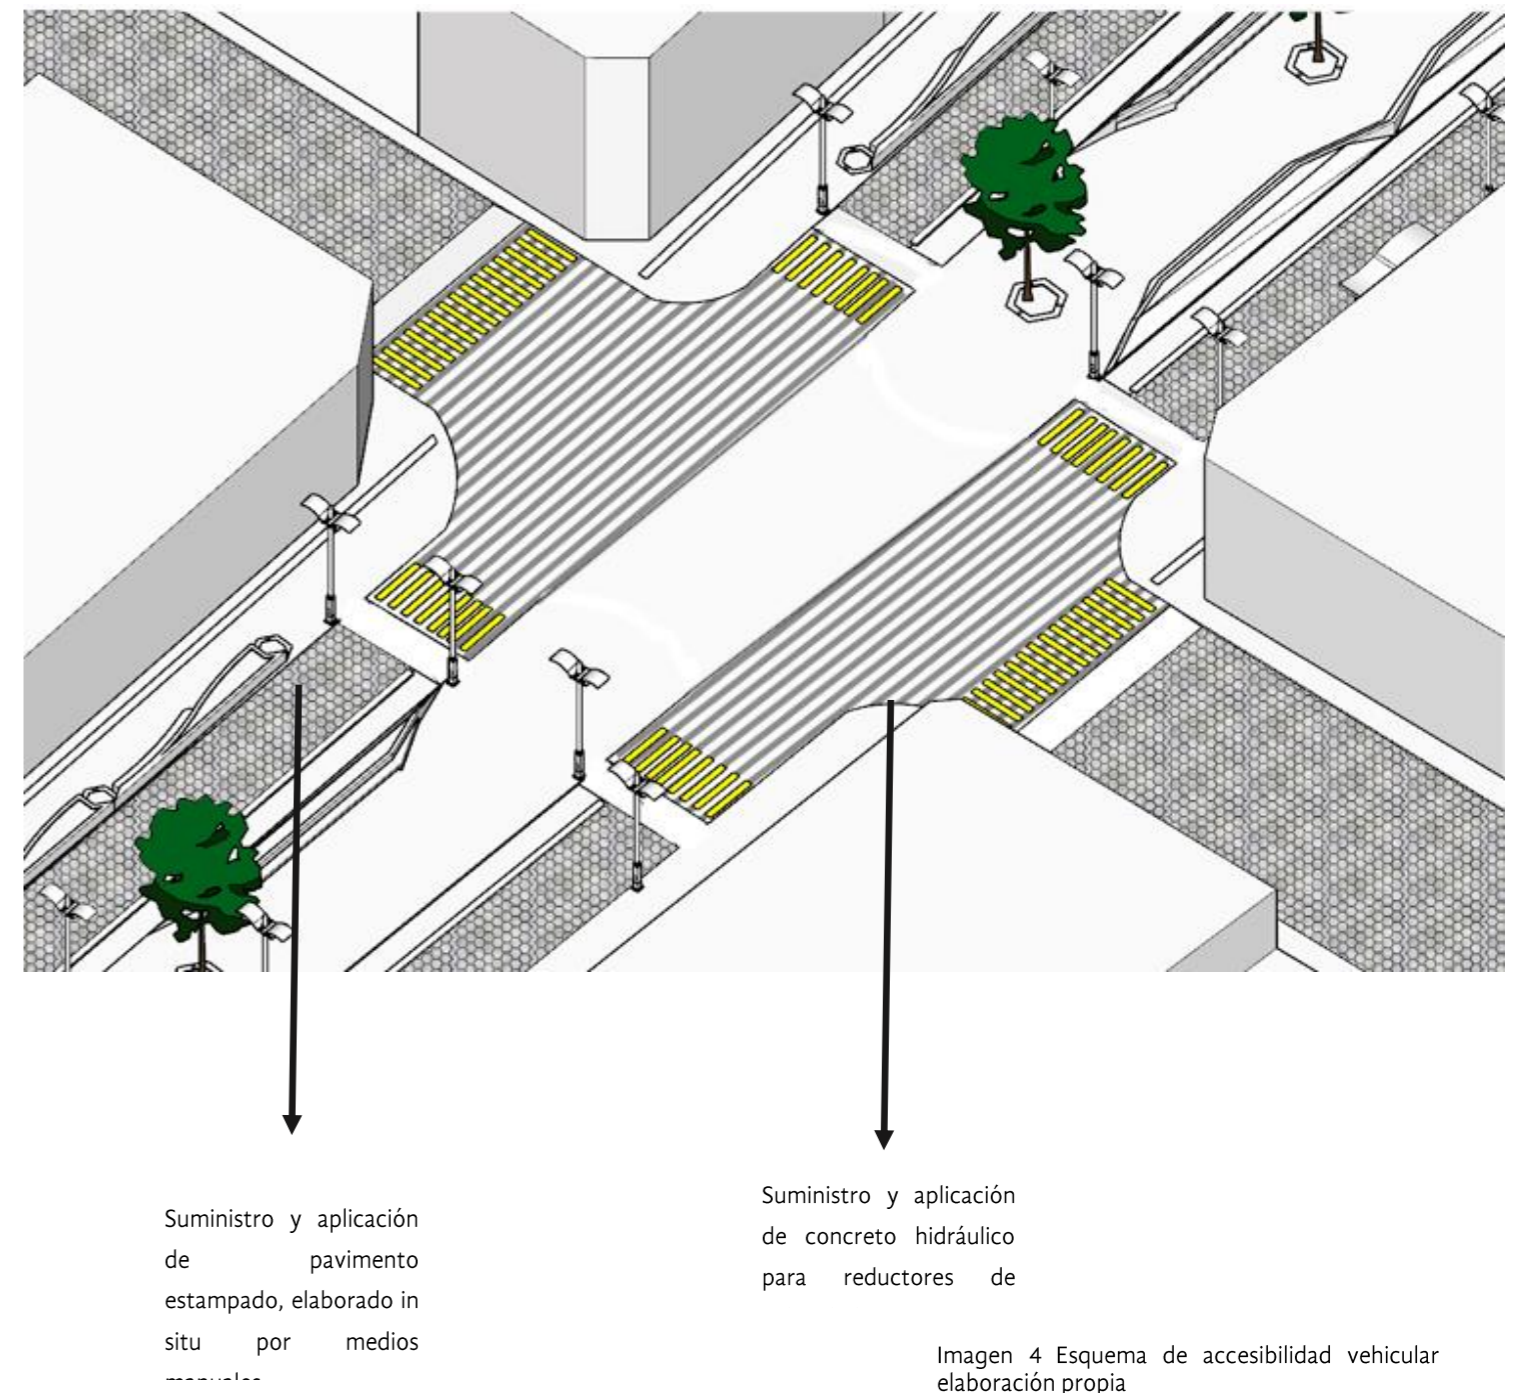 Suministro y aplicación
de pavimento
estampado, elaborado in
situ por medios
manuales
Suministro y aplicación
de concreto hidráulico
para reductores de
Imagen 4 Esquema de accesibilidad vehicular
elaboración propia